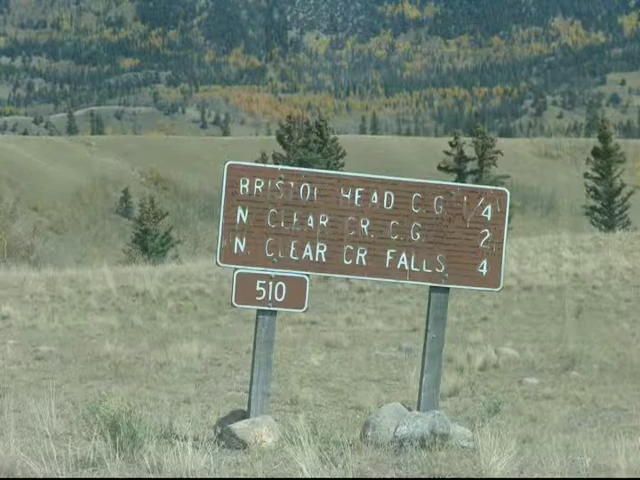 BRISTOL HEAD C.G. 1/4
N. CLEAR CR. C.G. 2
N. CLEAR CR FALLS 4
510